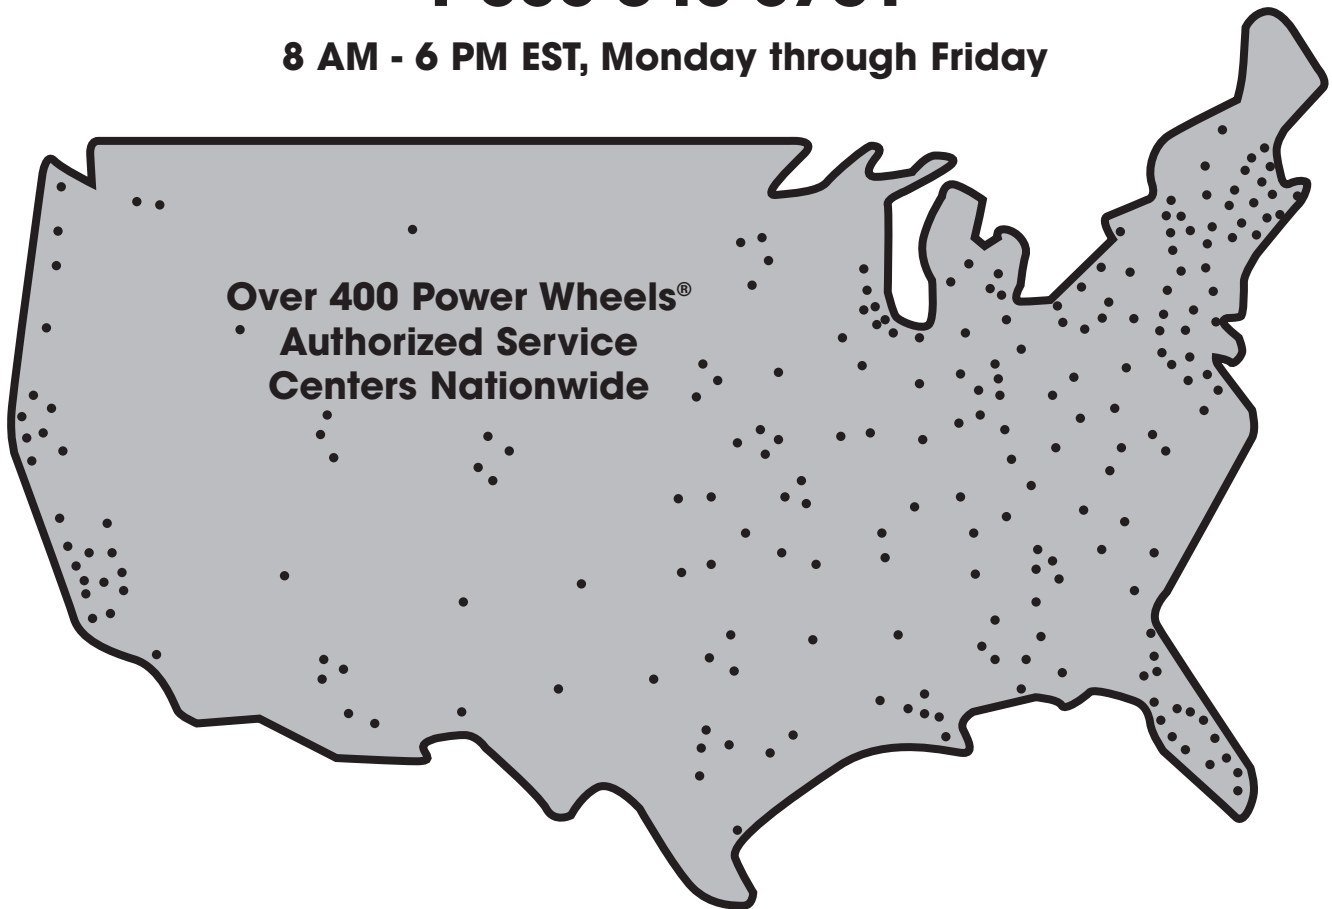 8 AM - 6 PM EST, Monday through Friday
Over 400 Power Wheels®
Authorized Service
Centers Nationwide